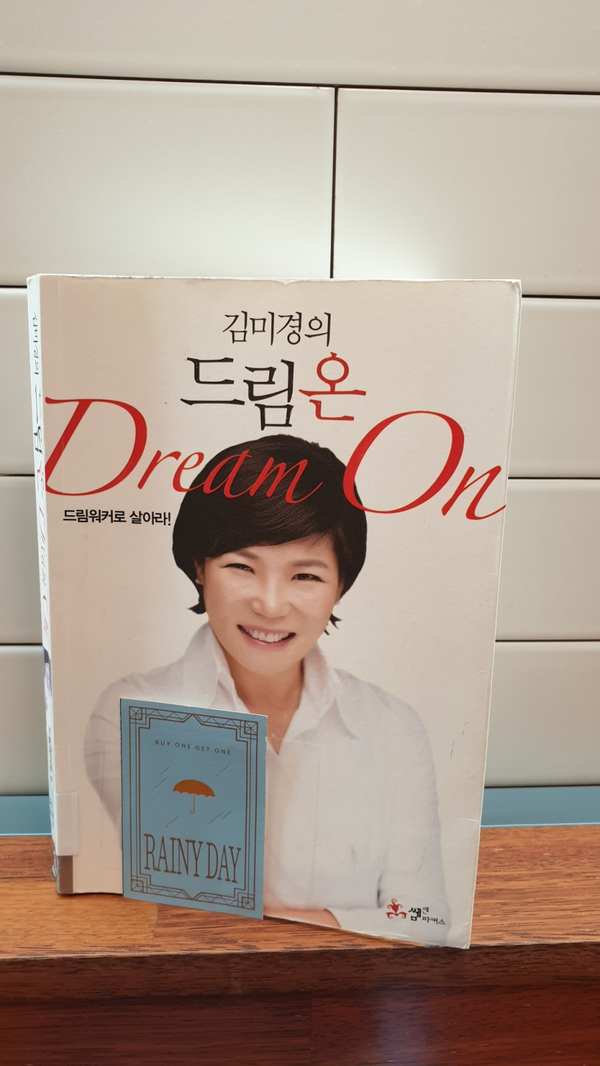 김미경의
드림온
Dream On
드림워커로 살아라!
BUY ONE GET ONE
RAINY DAY
쌤앤
파커스